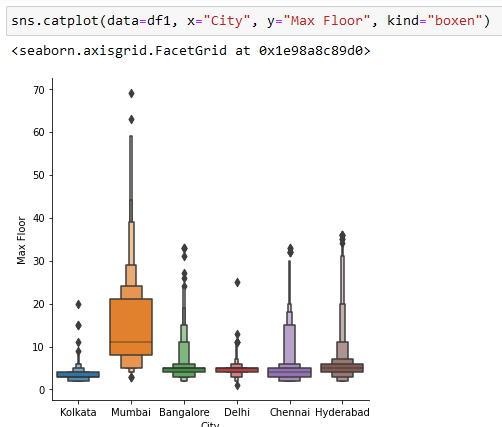 sns.catplot(data=df1, x="City", y="Max Floor", kind="boxen")
<seaborn.axisgrid.FacetGrid at 0x1e98a8c89d0>
70
60
50
40
30
20
10
0
Max Floor
Kolkata Mumbai Bangalore Delhi Chennai Hyderabad
City